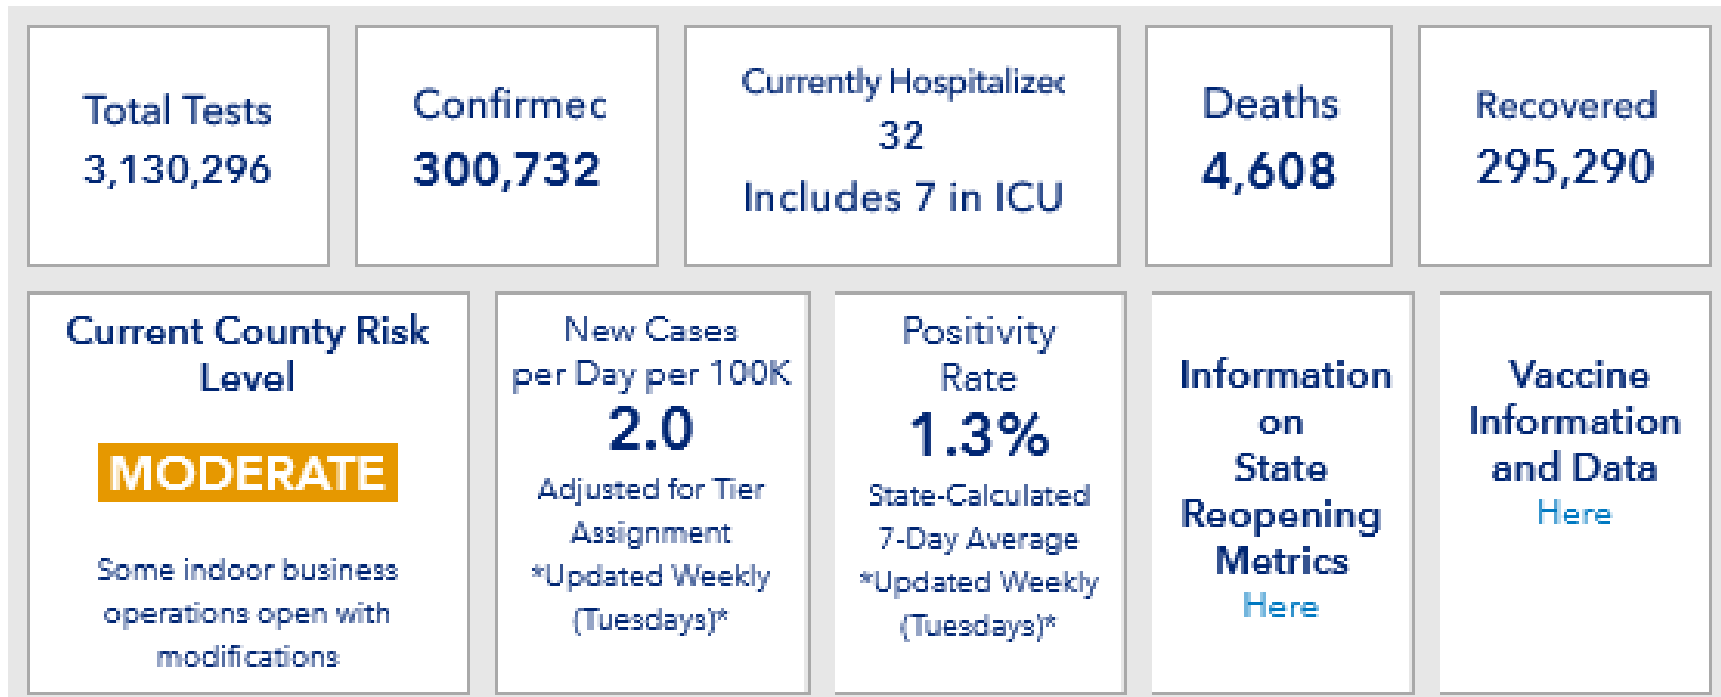 Total Tests
3,130,296
Confirmec
300,732
Currently Hospitalizec
32
Includes 7 in ICU
Deaths
4,608
Recovered
295,290
Current County Risk
Level
MODERATE
Some indoor business
operations open with
modifications
New Cases
per Day per 100K
2.0
Adjusted for Tier
Assignment
*Updated Weekly
(Tuesdays)*
Positivity
Rate
1.3%
State-Calculated
7-Day Average
*Updated Weekly
(Tuesdays)*
Information
on
State
Reopening
Metrics
Here
Vaccine
Information
and Data
Here